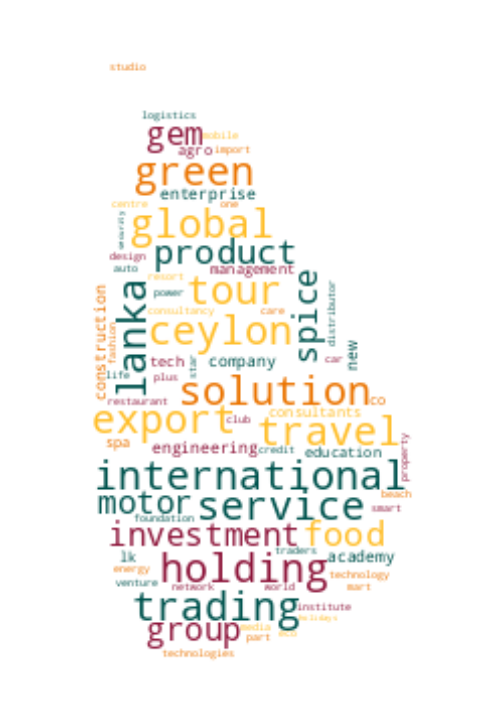 studio
logistics
gem mobile
agro import
green
enterprise
centre one
global
security
product
design management
auto resort
power tour
lanka
spice
distributor
construction
fashion
consultancy care
ceylon
new
car
tech star company
life plus
solution co
restaurant
export club consultants
travel
spa engineering credit education
property
international
beach
motor service smart
foundation
investment food
lk traders academy
energy holding technology
venture network world mart
trading institute
holidays
group media eco
part
technologies